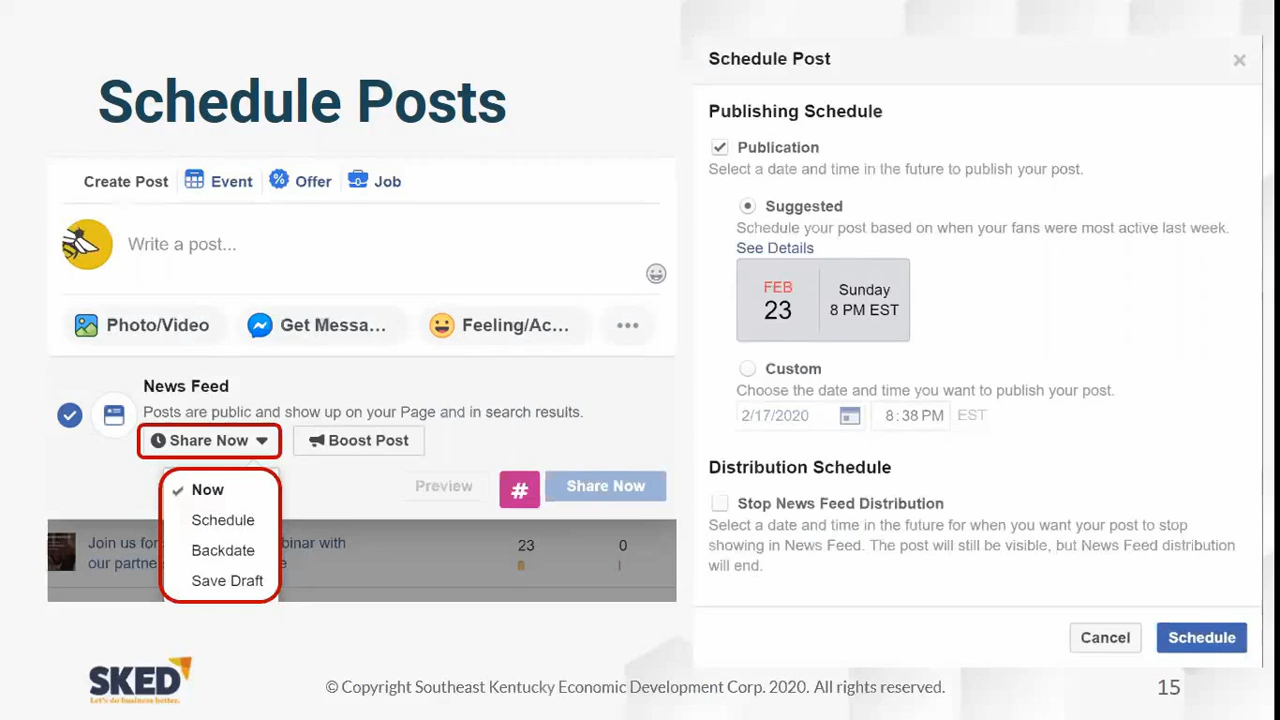 Schedule Posts
Create Post
Event
Offer
Job
Write a post...
Photo/Video
Get Messa...
Feeling/Ac...
News Feed
Posts are public and show up on your Page and in search results.
Share Now
Boost Post
Now
Schedule
Backdate
Save Draft
Preview
#
Share Now
Join us for
binar with
our partne
e
23
0
Schedule Post
Publishing Schedule
Publication
Select a date and time in the future to publish your post.
Suggested
Schedule your post based on when your fans were most active last week.
See Details
FEB
23
Sunday
8 PM EST
Custom
Choose the date and time you want to publish your post.
2/17/2020
8:38 PM
EST
Distribution Schedule
Stop News Feed Distribution
Select a date and time in the future for when you want your post to stop
showing in News Feed. The post will still be visible, but News Feed distribution
will end.
Cancel
Schedule
SKED
Let's do business better.
© Copyright Southeast Kentucky Economic Development Corp. 2020. All rights reserved.
15